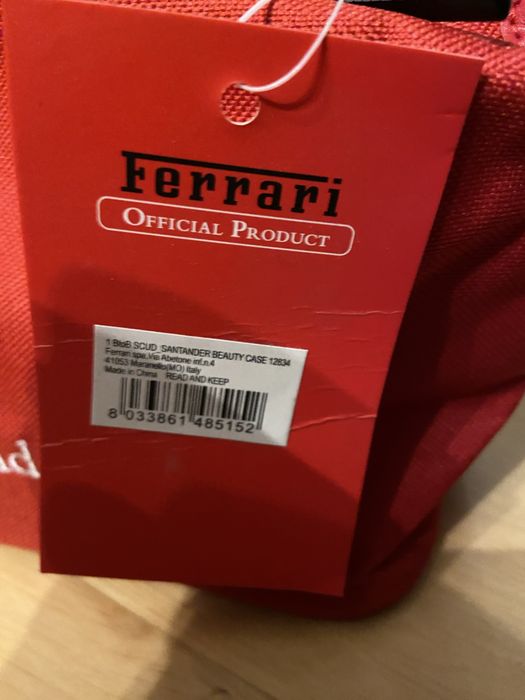 Ferrari
OFFICIAL PRODUCT
1 BtoB SCUD_SANTANDER BEAUTY CASE 12834
Ferrari spa,Via Abetone inf.n.4
41053 Maranello(MO) Italy
Made in China READ AND KEEP
8 033861 485152